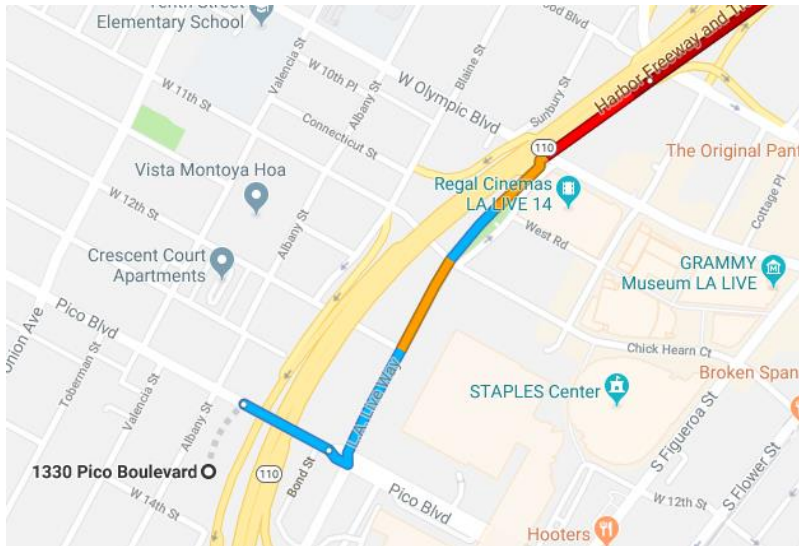 Tenth Street
Elementary School
Valencia St
W 10th Pl
Albany St
Blaine St
ood Blvd
Sunbury St
Harbor Freeway and
W 11th St
W Olympic Blvd
Connecticut St
110
The Original Pant
Vista Montoya Hoa
Regal Cinemas
LA LIVE 14
Cottage Pl
W 12th St
Albany St
West Rd
Crescent Court
Apartments
GRAMMY
Museum LA LIVE
Pico Blvd
Union Ave
Chick Hearn Ct
Broken Span
Toberman St
Valencia St
Albany St
L.A. Live Way
STAPLES Center
S Figueroa St
S Flower St
1330 Pico Boulevard
110
Bond St
W 14th St
Pico Blvd
W 12th St
Hooters